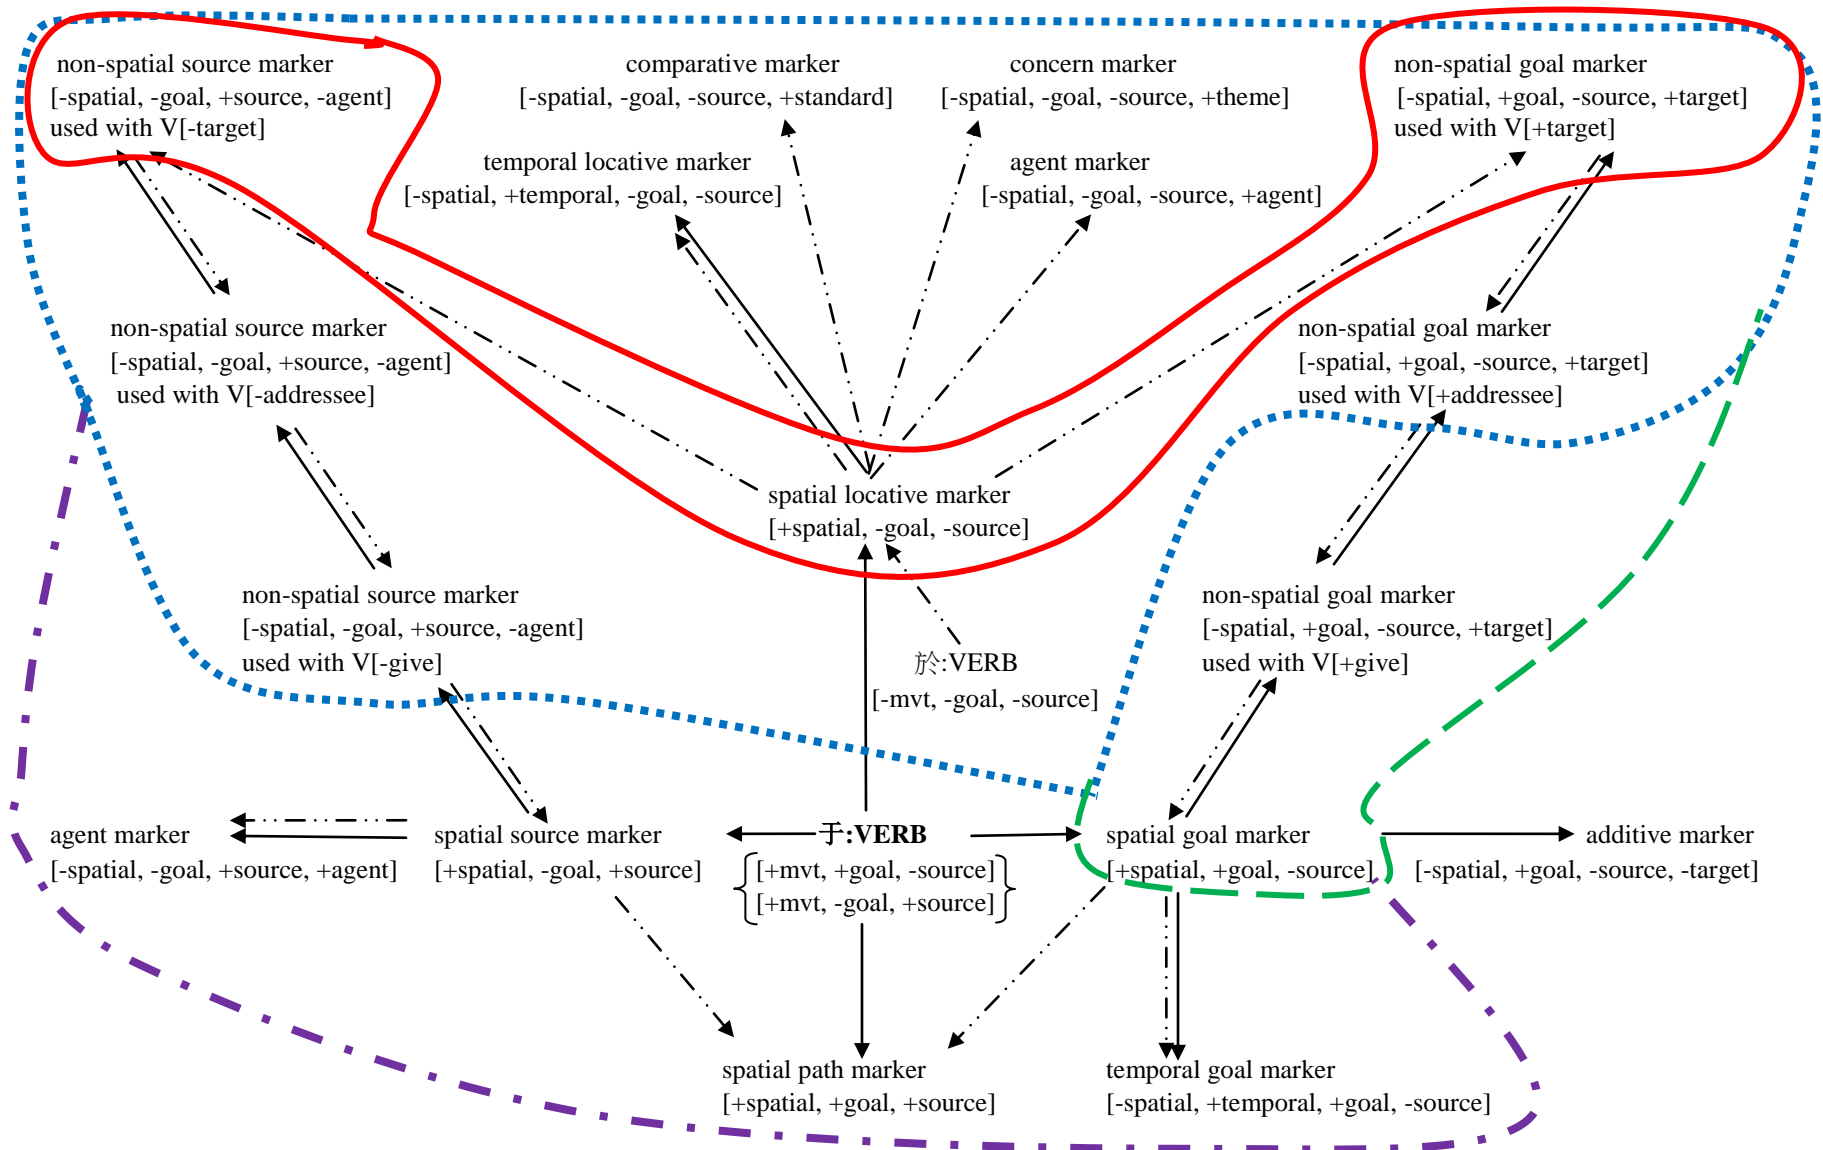 non-spatial source marker
[-spatial, -goal, +source, -agent]
used with V[-target]
comparative marker
[-spatial, -goal, -source, +standard]
concern marker
[-spatial, -goal, -source, +theme]
non-spatial goal marker
[-spatial, +goal, -source, +target]
used with V[+target]
temporal locative marker
[-spatial, +temporal, -goal, -source]
agent marker
[-spatial, -goal, -source, +agent]
non-spatial source marker
[-spatial, -goal, +source, -agent]
used with V[-addressee]
non-spatial goal marker
[-spatial, +goal, -source, +target]
used with V[+addressee]
spatial locative marker
[+spatial, -goal, -source]
non-spatial source marker
[-spatial, -goal, +source, -agent]
used with V[-give]
於:VERB
[-mvt, -goal, -source]
non-spatial goal marker
[-spatial, +goal, -source, +target]
used with V[+give]
agent marker
[-spatial, -goal, +source, +agent]
spatial source marker
[+spatial, -goal, +source]
于:VERB
[+mvt, +goal, -source]
[+mvt, -goal, +source]
spatial goal marker
[+spatial, +goal, -source]
additive marker
[-spatial, +goal, -source, -target]
spatial path marker
[+spatial, +goal, +source]
temporal goal marker
[-spatial, +temporal, +goal, -source]